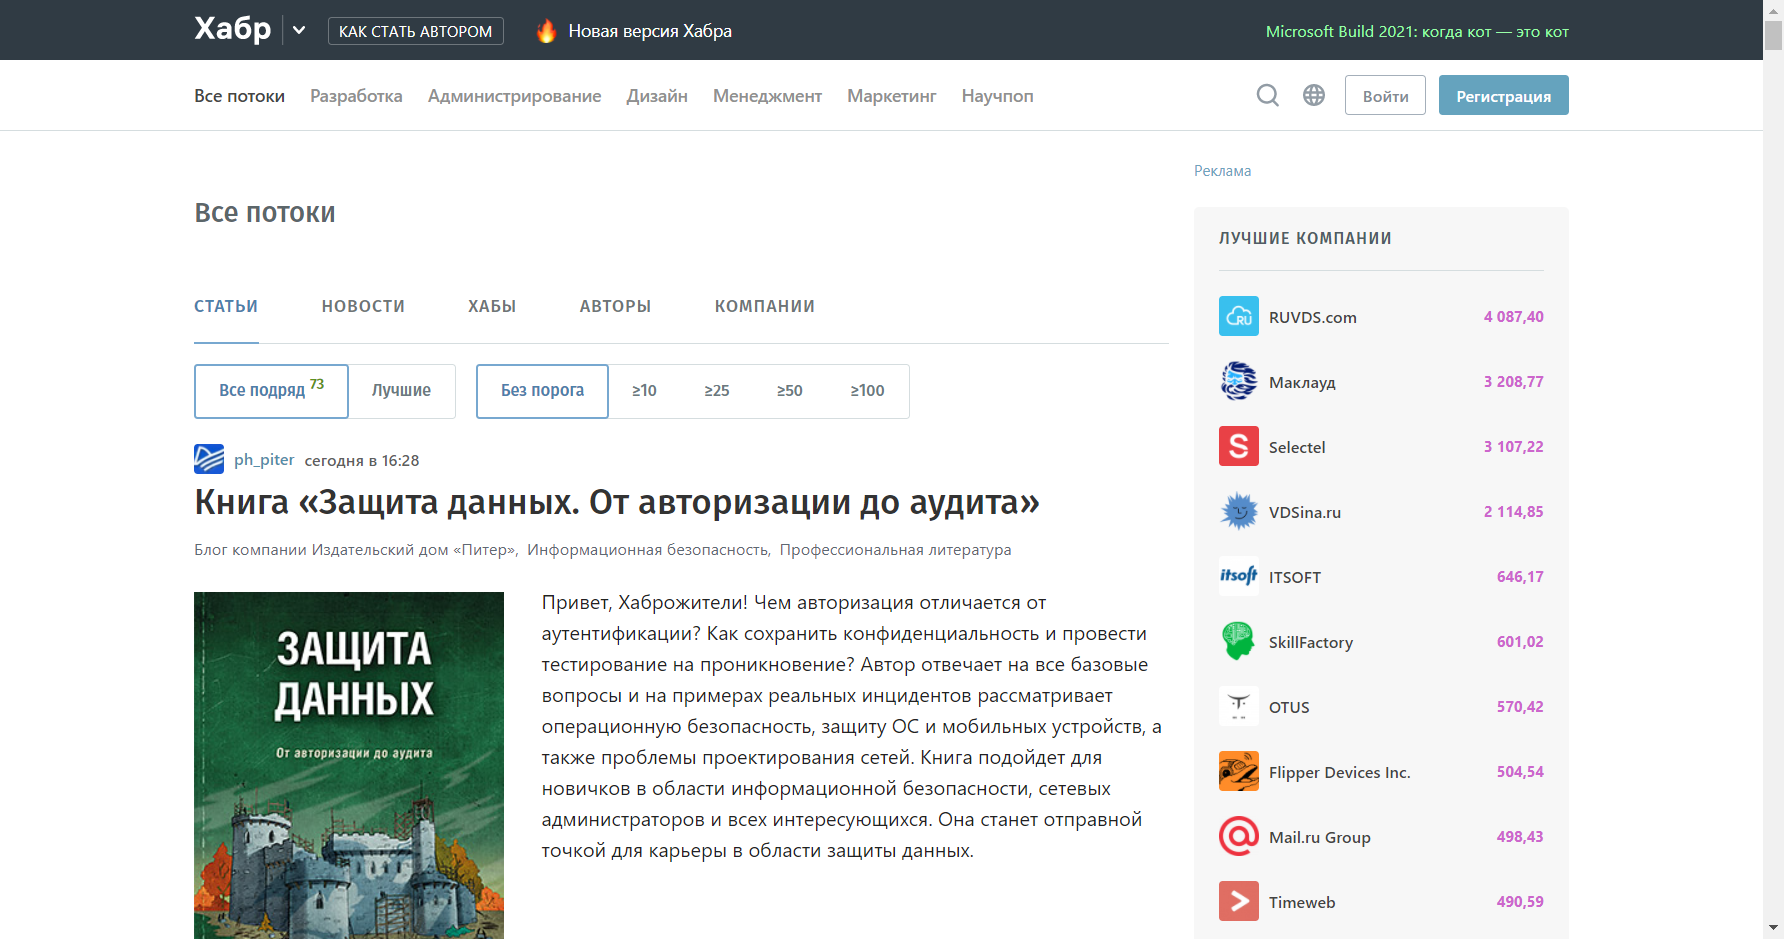 Хабр
КАК СТАТЬ АВТОРОМ
Новая версия Хабра
Microsoft Build 2021: когда кот — это кот
Все потоки Разработка Администрирование Дизайн Менеджмент Маркетинг Научпоп
Войти
Регистрация
Реклама
Все потоки
СТАТЬИ НОВОСТИ ХАБЫ АВТОРЫ КОМПАНИИ
Все подряд 73 Лучшие Без порога ≥10 ≥25 ≥50 ≥100
ph_piter сегодня в 16:28
Книга «Защита данных. От авторизации до аудита»
Блог компании Издательский дом «Питер», Информационная безопасность, Профессиональная литература
ЗАЩИТА
ДАННЫХ
От авторизации до аудита
Привет, Хаброжители! Чем авторизация отличается от
аутентификации? Как сохранить конфиденциальность и провести
тестирование на проникновение? Автор отвечает на все базовые
вопросы и на примерах реальных инцидентов рассматривает
операционную безопасность, защиту ОС и мобильных устройств, а
также проблемы проектирования сетей. Книга подойдет для
новичков в области информационной безопасности, сетевых
администраторов и всех интересующихся. Она станет отправной
точкой для карьеры в области защиты данных.
ЛУЧШИЕ КОМПАНИИ
RU RUVDS.com 4 087,40
Маклауд 3 208,77
S Selectel 3 107,22
VDSina.ru 2 114,85
itsoft ITSOFT 646,17
SkillFactory 601,02
OTUS 570,42
Flipper Devices Inc. 504,54
Mail.ru Group 498,43
Timeweb 490,59